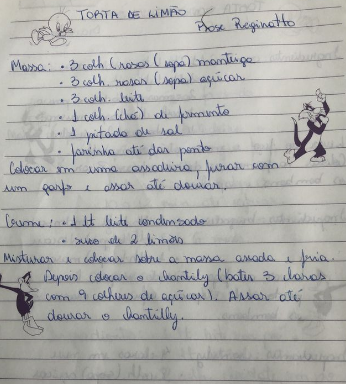 TORTA DE LIMÃO
Rose Reginatto
Massa: • 3 colh (rasas (sopa) manteiga
• 3 colh. rasas (sopa) açúcar
• 3 colh. leite
• 1 colh. (chá) de fermento
• 1 pitada de sal
• farinha até dar ponto
Colocar em uma assadeira, furar com
um garfo e assar até dourar.
Creme: • 1 lt leite condensado
• suco de 2 limões
Misturar e colocar sobre a massa assada e fria.
Depois colocar o chantilly (bater 3 claras
com 9 colheres de açúcar). Assar até
dourar o chantilly.